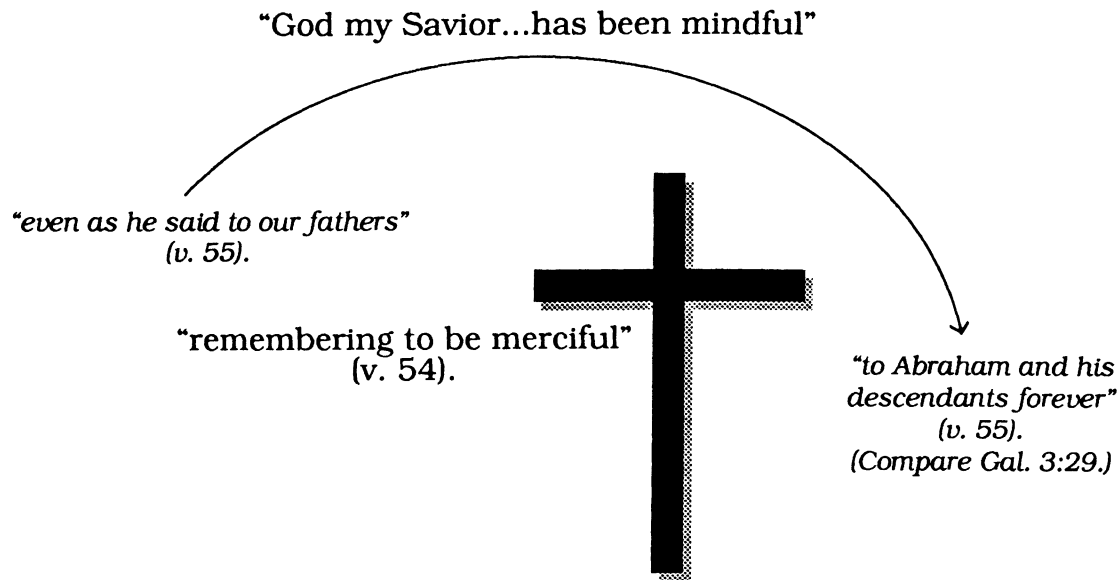 “God my Savior...has been mindful”
“even as he said to our fathers”
(v. 55).
“remembering to be merciful”
(v. 54).
“to Abraham and his
descendants forever”
(v. 55).
(Compare Gal. 3:29.)